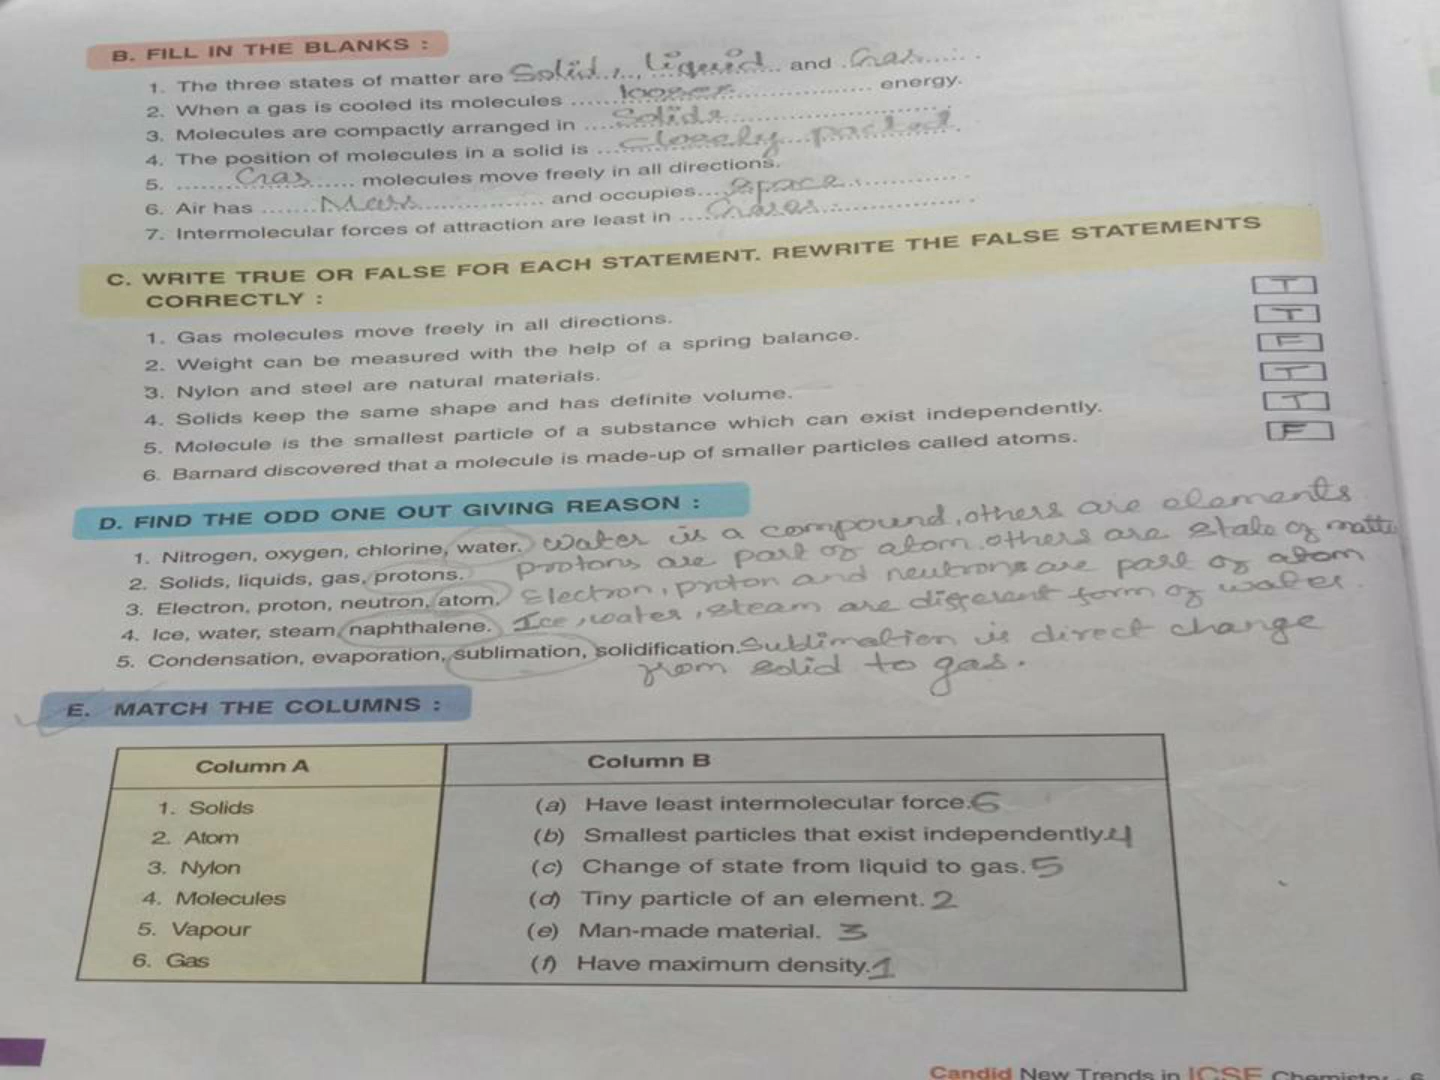 B. FILL IN THE BLANKS :
1. The three states of matter are Solid, liquid and Gas
2. When a gas is cooled its molecules looses energy.
3. Molecules are compactly arranged in Solids
4. The position of molecules in a solid is closely packed
5. Gas molecules move freely in all directions.
6. Air has Mass and occupies space
7. Intermolecular forces of attraction are least in Gases
C. WRITE TRUE OR FALSE FOR EACH STATEMENT. REWRITE THE FALSE STATEMENTS
CORRECTLY :
1. Gas molecules move freely in all directions. T
2. Weight can be measured with the help of a spring balance. T
3. Nylon and steel are natural materials. F
4. Solids keep the same shape and has definite volume. T
5. Molecule is the smallest particle of a substance which can exist independently. T
6. Barnard discovered that a molecule is made-up of smaller particles called atoms. F
D. FIND THE ODD ONE OUT GIVING REASON :
1. Nitrogen, oxygen, chlorine, water. Water is a compound, others are elements
2. Solids, liquids, gas, protons. Protons are part of atom. others are state of matte
3. Electron, proton, neutron, atom. Electron, proton and neutrons are part of atom
4. Ice, water, steam, naphthalene. Ice, water, steam are different form of water.
5. Condensation, evaporation, sublimation, solidification. Sublimation is direct change
from solid to gas.
E. MATCH THE COLUMNS :
Column A Column B
1. Solids (a) Have least intermolecular force. 6
2. Atom (b) Smallest particles that exist independently. 4
3. Nylon (c) Change of state from liquid to gas. 5
4. Molecules (d) Tiny particle of an element. 2
5. Vapour (e) Man-made material. 3
6. Gas (f) Have maximum density. 1
Candid New Trends in ICSE Chemistry - 6